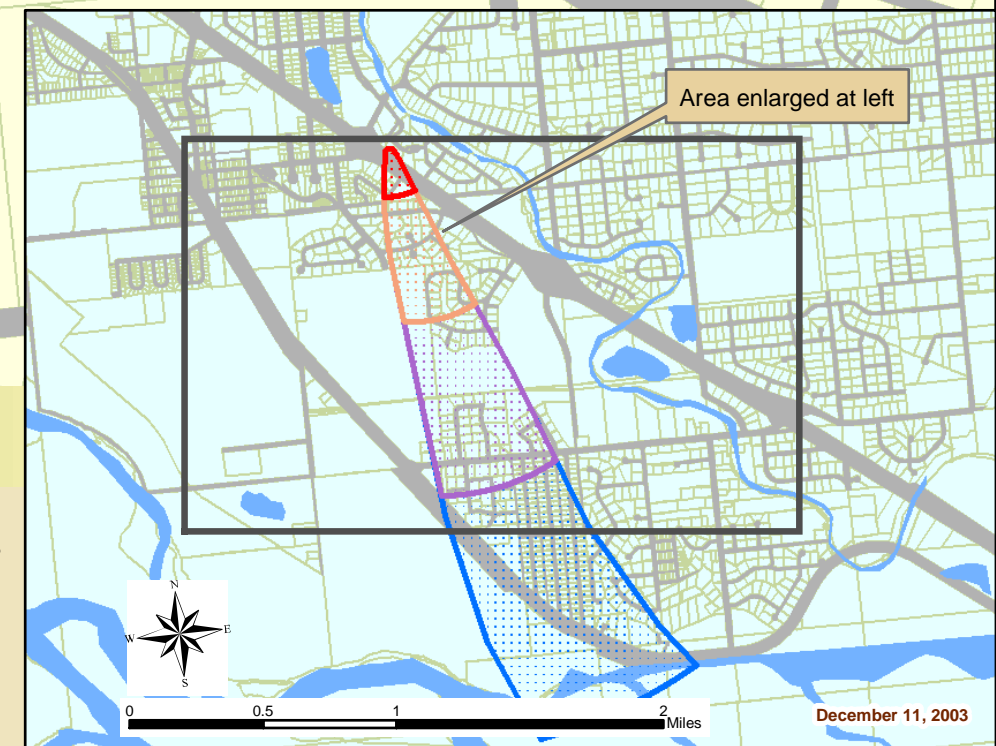 Area enlarged at left
N
W E
S
0 0.5 1 2
Miles
December 11, 2003